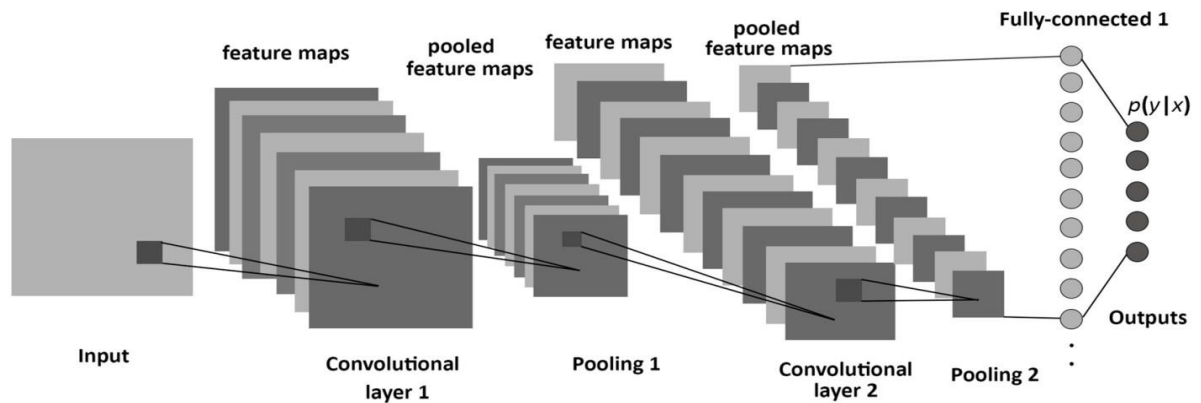 Fully-connected 1
feature maps
pooled
feature maps
feature maps
pooled
feature maps
p(y|x)
Input
Convolutional
layer 1
Pooling 1
Convolutional
layer 2
Pooling 2
Outputs